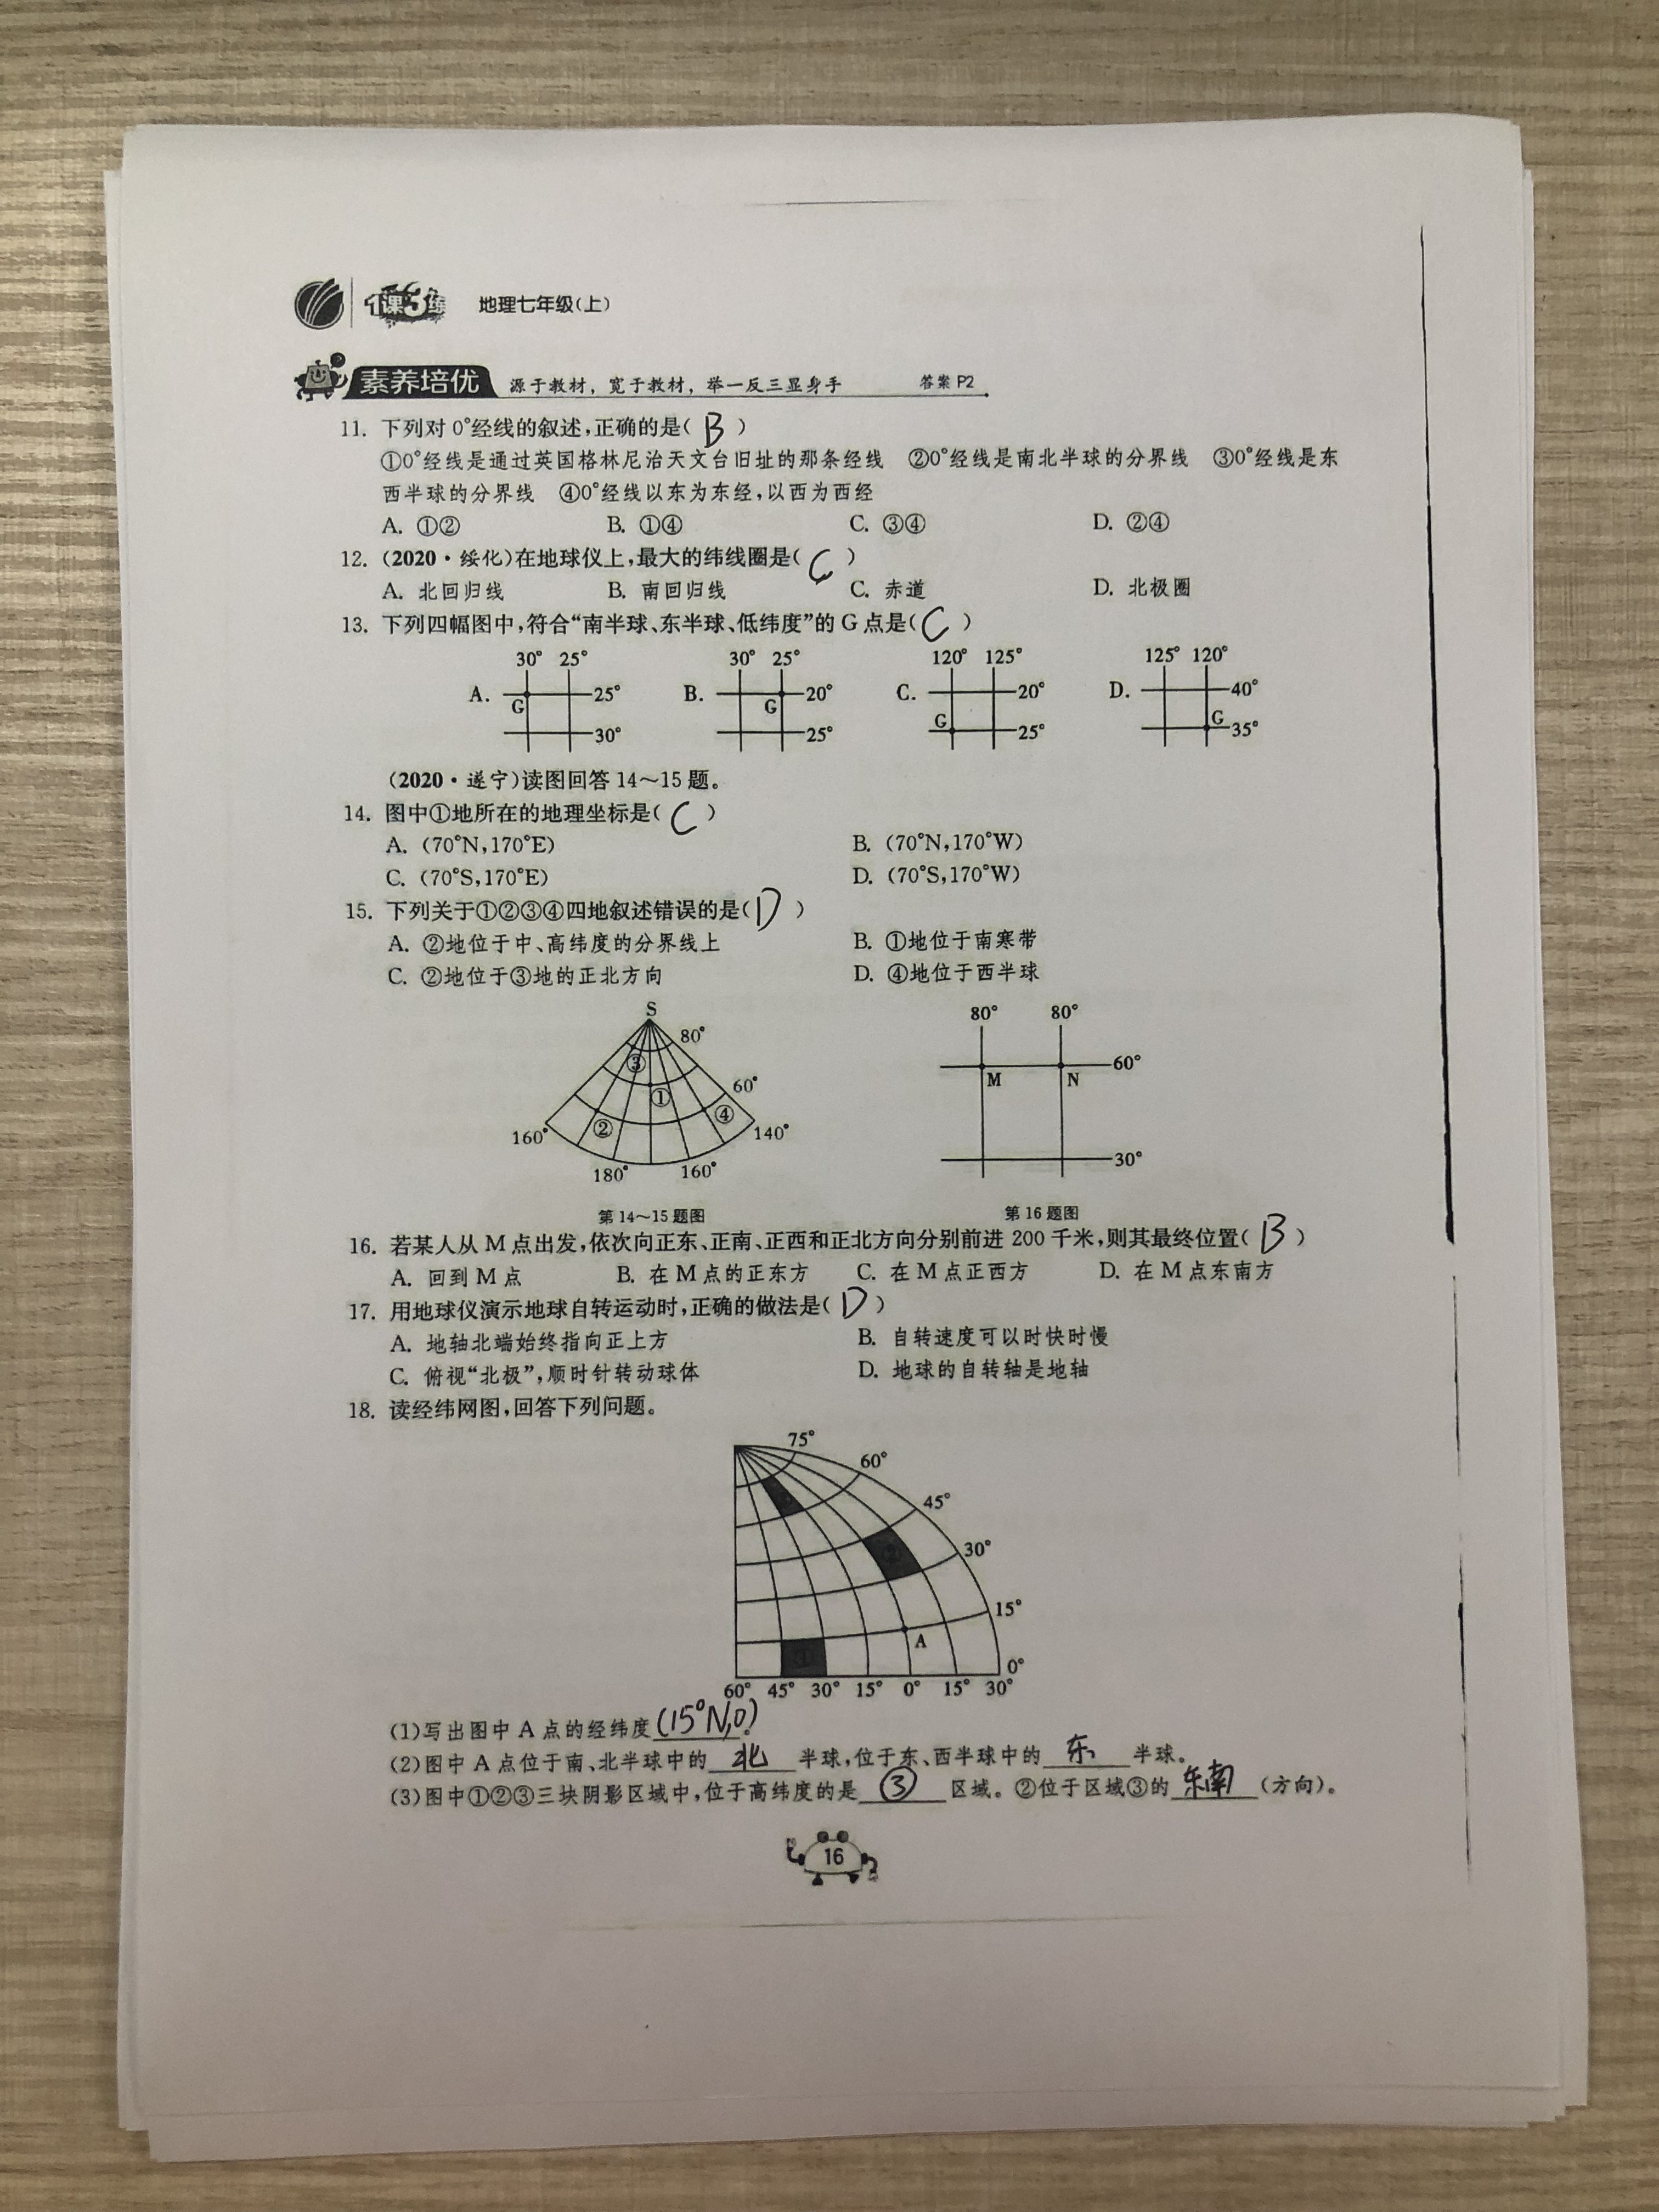 1课3练 地理七年级(上)
素养培优 源于教材，宽于教材，举一反三显身手 答案 P2
11. 下列对 0°经线的叙述,正确的是( B )
①0°经线是通过英国格林尼治天文台旧址的那条经线 ②0°经线是南北半球的分界线 ③0°经线是东
西半球的分界线 ④0°经线以东为东经,以西为西经
A. ①② B. ①④ C. ③④ D. ②④
12. (2020·绥化)在地球仪上,最大的纬线圈是( C )
A. 北回归线 B. 南回归线 C. 赤道 D. 北极圈
13. 下列四幅图中,符合“南半球、东半球、低纬度”的 G 点是( C )
30° 25° 30° 25° 120° 125° 125° 120°
A. 25° B. 20° C. 20° D. 40°
G G G G
30° 25° 25° 35°
(2020·遂宁)读图回答 14～15 题。
14. 图中①地所在的地理坐标是( C )
A. (70°N,170°E) B. (70°N,170°W)
C. (70°S,170°E) D. (70°S,170°W)
15. 下列关于①②③④四地叙述错误的是( D )
A. ②地位于中、高纬度的分界线上 B. ①地位于南寒带
C. ②地位于③地的正北方向 D. ④地位于西半球
S 80° 80°
80°
③ 60°
M N
60°
① ④
② 160° 140°
30°
180° 160°
第 14～15 题图 第 16 题图
16. 若某人从 M 点出发,依次向正东、正南、正西和正北方向分别前进 200 千米,则其最终位置( B )
A. 回到 M 点 B. 在 M 点的正东方 C. 在 M 点正西方 D. 在 M 点东南方
17. 用地球仪演示地球自转运动时,正确的做法是( D )
A. 地轴北端始终指向正上方 B. 自转速度可以时快时慢
C. 俯视“北极”,顺时针转动球体 D. 地球的自转轴是地轴
18. 读经纬网图,回答下列问题。
75°
60°
45°
② 30°
15°
A
① 0°
60° 45° 30° 15° 0° 15° 30°
(1)写出图中 A 点的经纬度(15°N,0°)
(2)图中 A 点位于南、北半球中的 北 半球,位于东、西半球中的 东 半球。
(3)图中①②③三块阴影区域中,位于高纬度的是 ③ 区域。②位于区域③的 东南 (方向)。
16